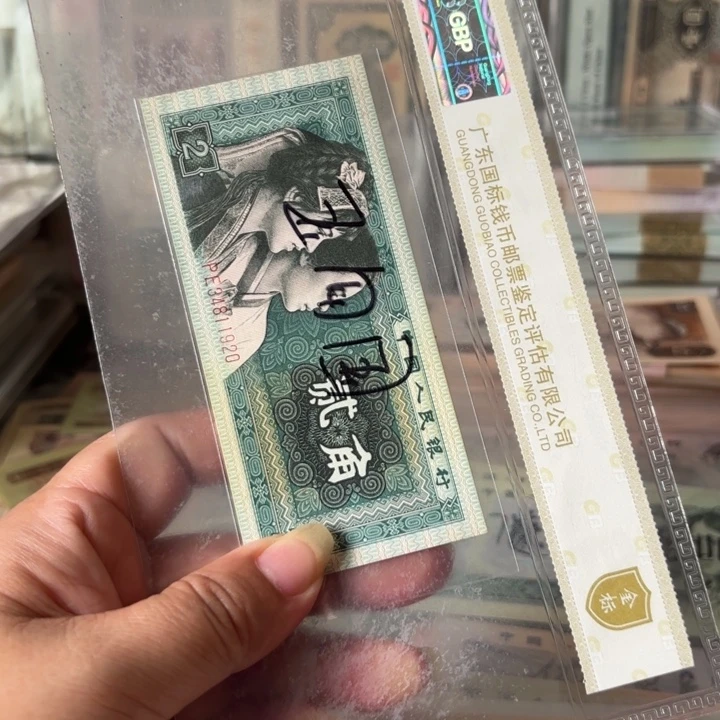 2
PE34811920
中国人民银行
贰角
GBP
广东国标钱币邮票鉴定评估有限公司
GUANGDONG GUOBIAO COLLECTIBLES GRADING CO.,LTD
金标